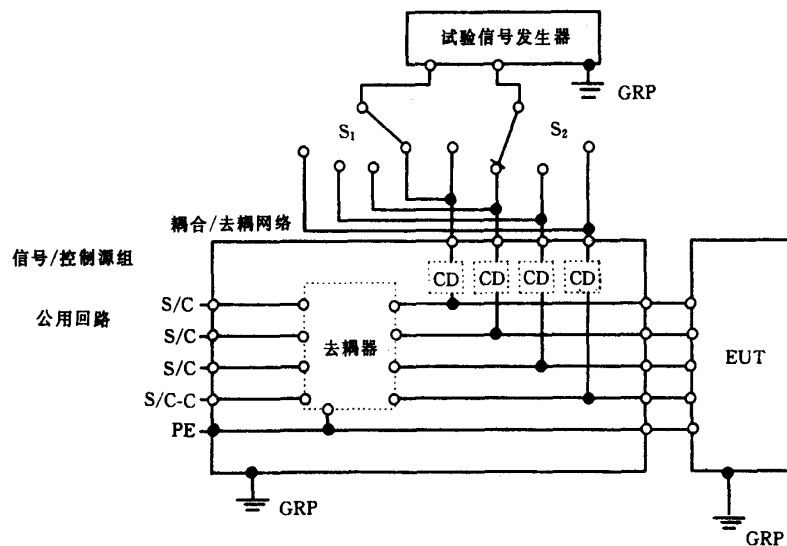 试验信号发生器
GRP
S₁
S₂
耦合/去耦网络
信号/控制源组
CD CD CD CD
公用回路
S/C
S/C
去耦器
S/C
EUT
S/C-C
PE
GRP
GRP